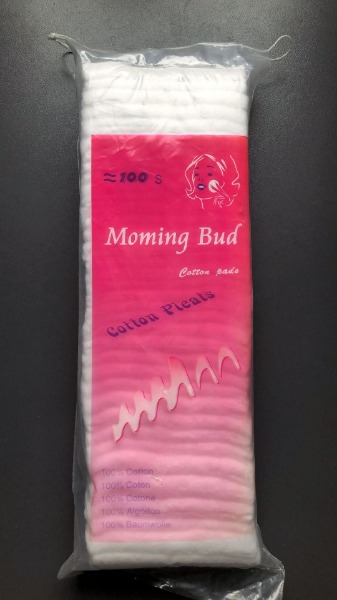 ≈100 s
Moming Bud
Cotton pads
Cotton Pleats
100% Cotton
100% Coton
100% Cotone
100% Algodon
100% Baumwolle